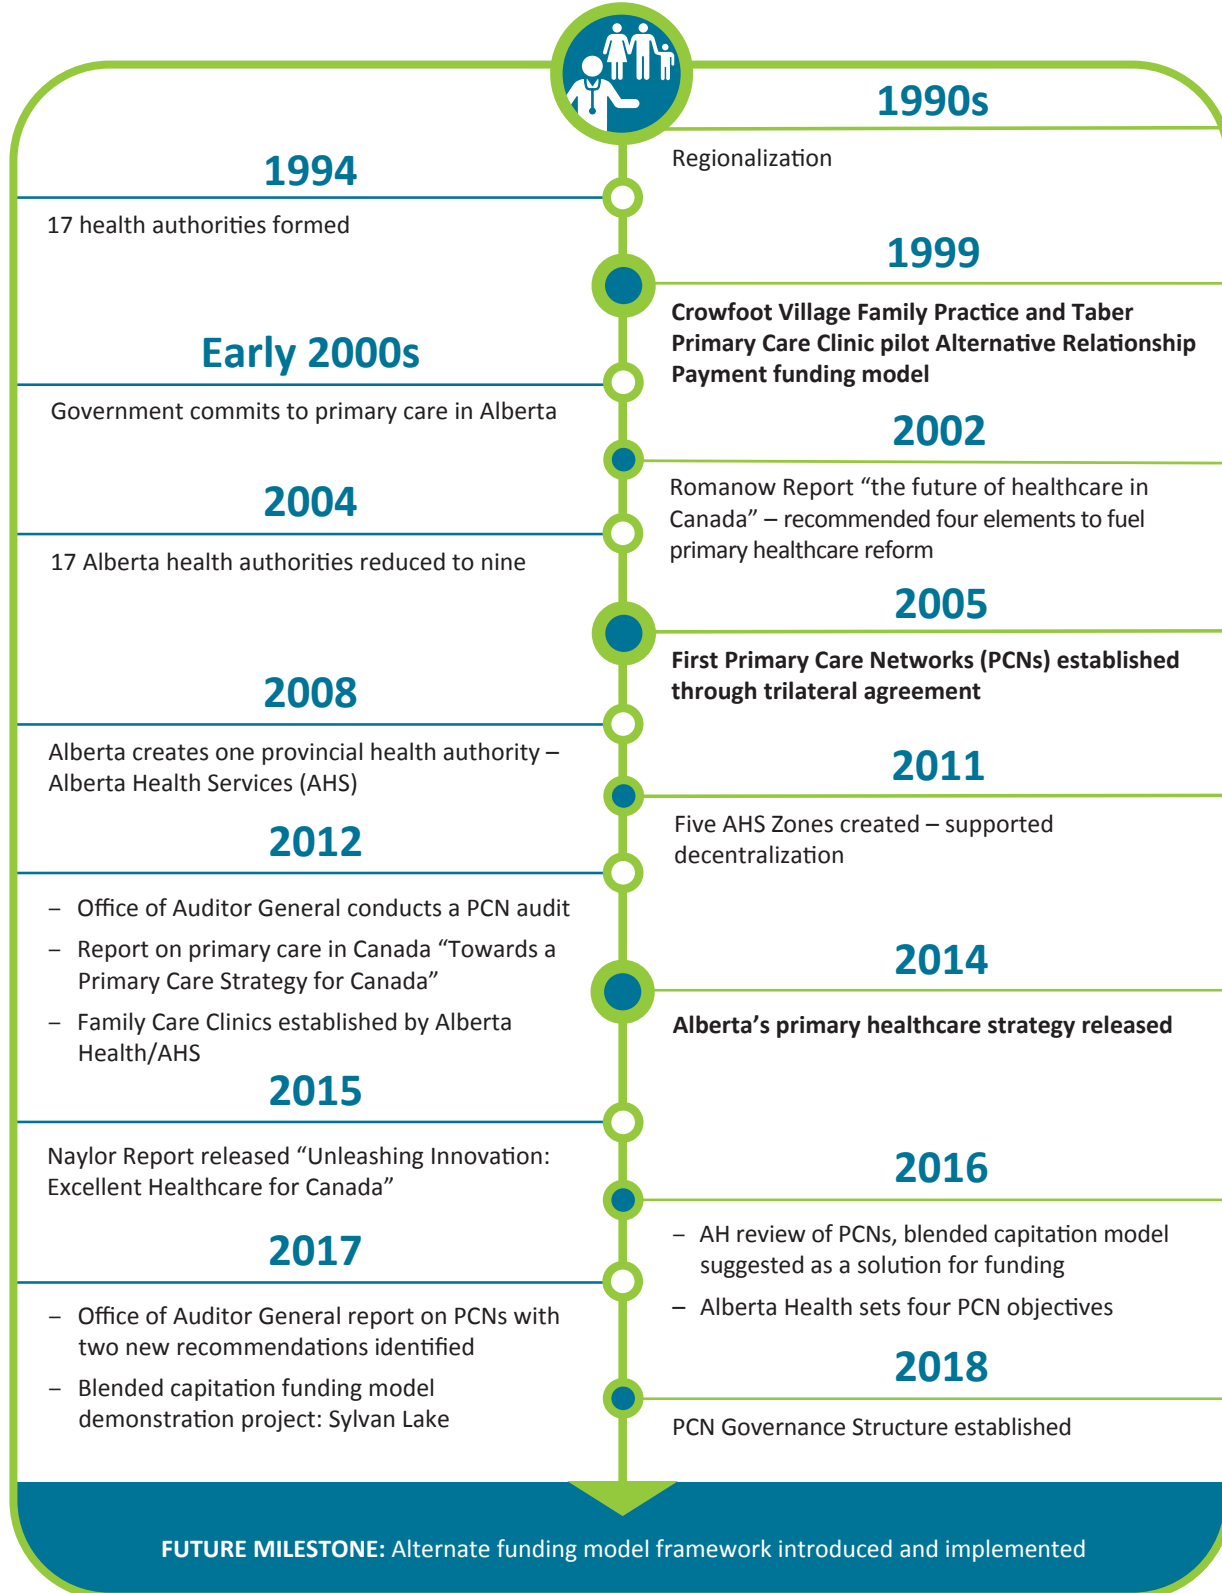 1990s
Regionalization
1994
17 health authorities formed
1999
Crowfoot Village Family Practice and Taber
Primary Care Clinic pilot Alternative Relationship
Payment funding model
Early 2000s
Government commits to primary care in Alberta
2002
Romanow Report “the future of healthcare in
Canada” – recommended four elements to fuel
primary healthcare reform
2004
17 Alberta health authorities reduced to nine
2005
First Primary Care Networks (PCNs) established
through trilateral agreement
2008
Alberta creates one provincial health authority –
Alberta Health Services (AHS)
2011
Five AHS Zones created – supported
decentralization
2012
– Office of Auditor General conducts a PCN audit
– Report on primary care in Canada “Towards a
Primary Care Strategy for Canada”
– Family Care Clinics established by Alberta
Health/AHS
2014
Alberta’s primary healthcare strategy released
2015
Naylor Report released “Unleashing Innovation:
Excellent Healthcare for Canada”
2016
– AH review of PCNs, blended capitation model
suggested as a solution for funding
– Alberta Health sets four PCN objectives
2017
– Office of Auditor General report on PCNs with
two new recommendations identified
– Blended capitation funding model
demonstration project: Sylvan Lake
2018
PCN Governance Structure established
FUTURE MILESTONE: Alternate funding model framework introduced and implemented